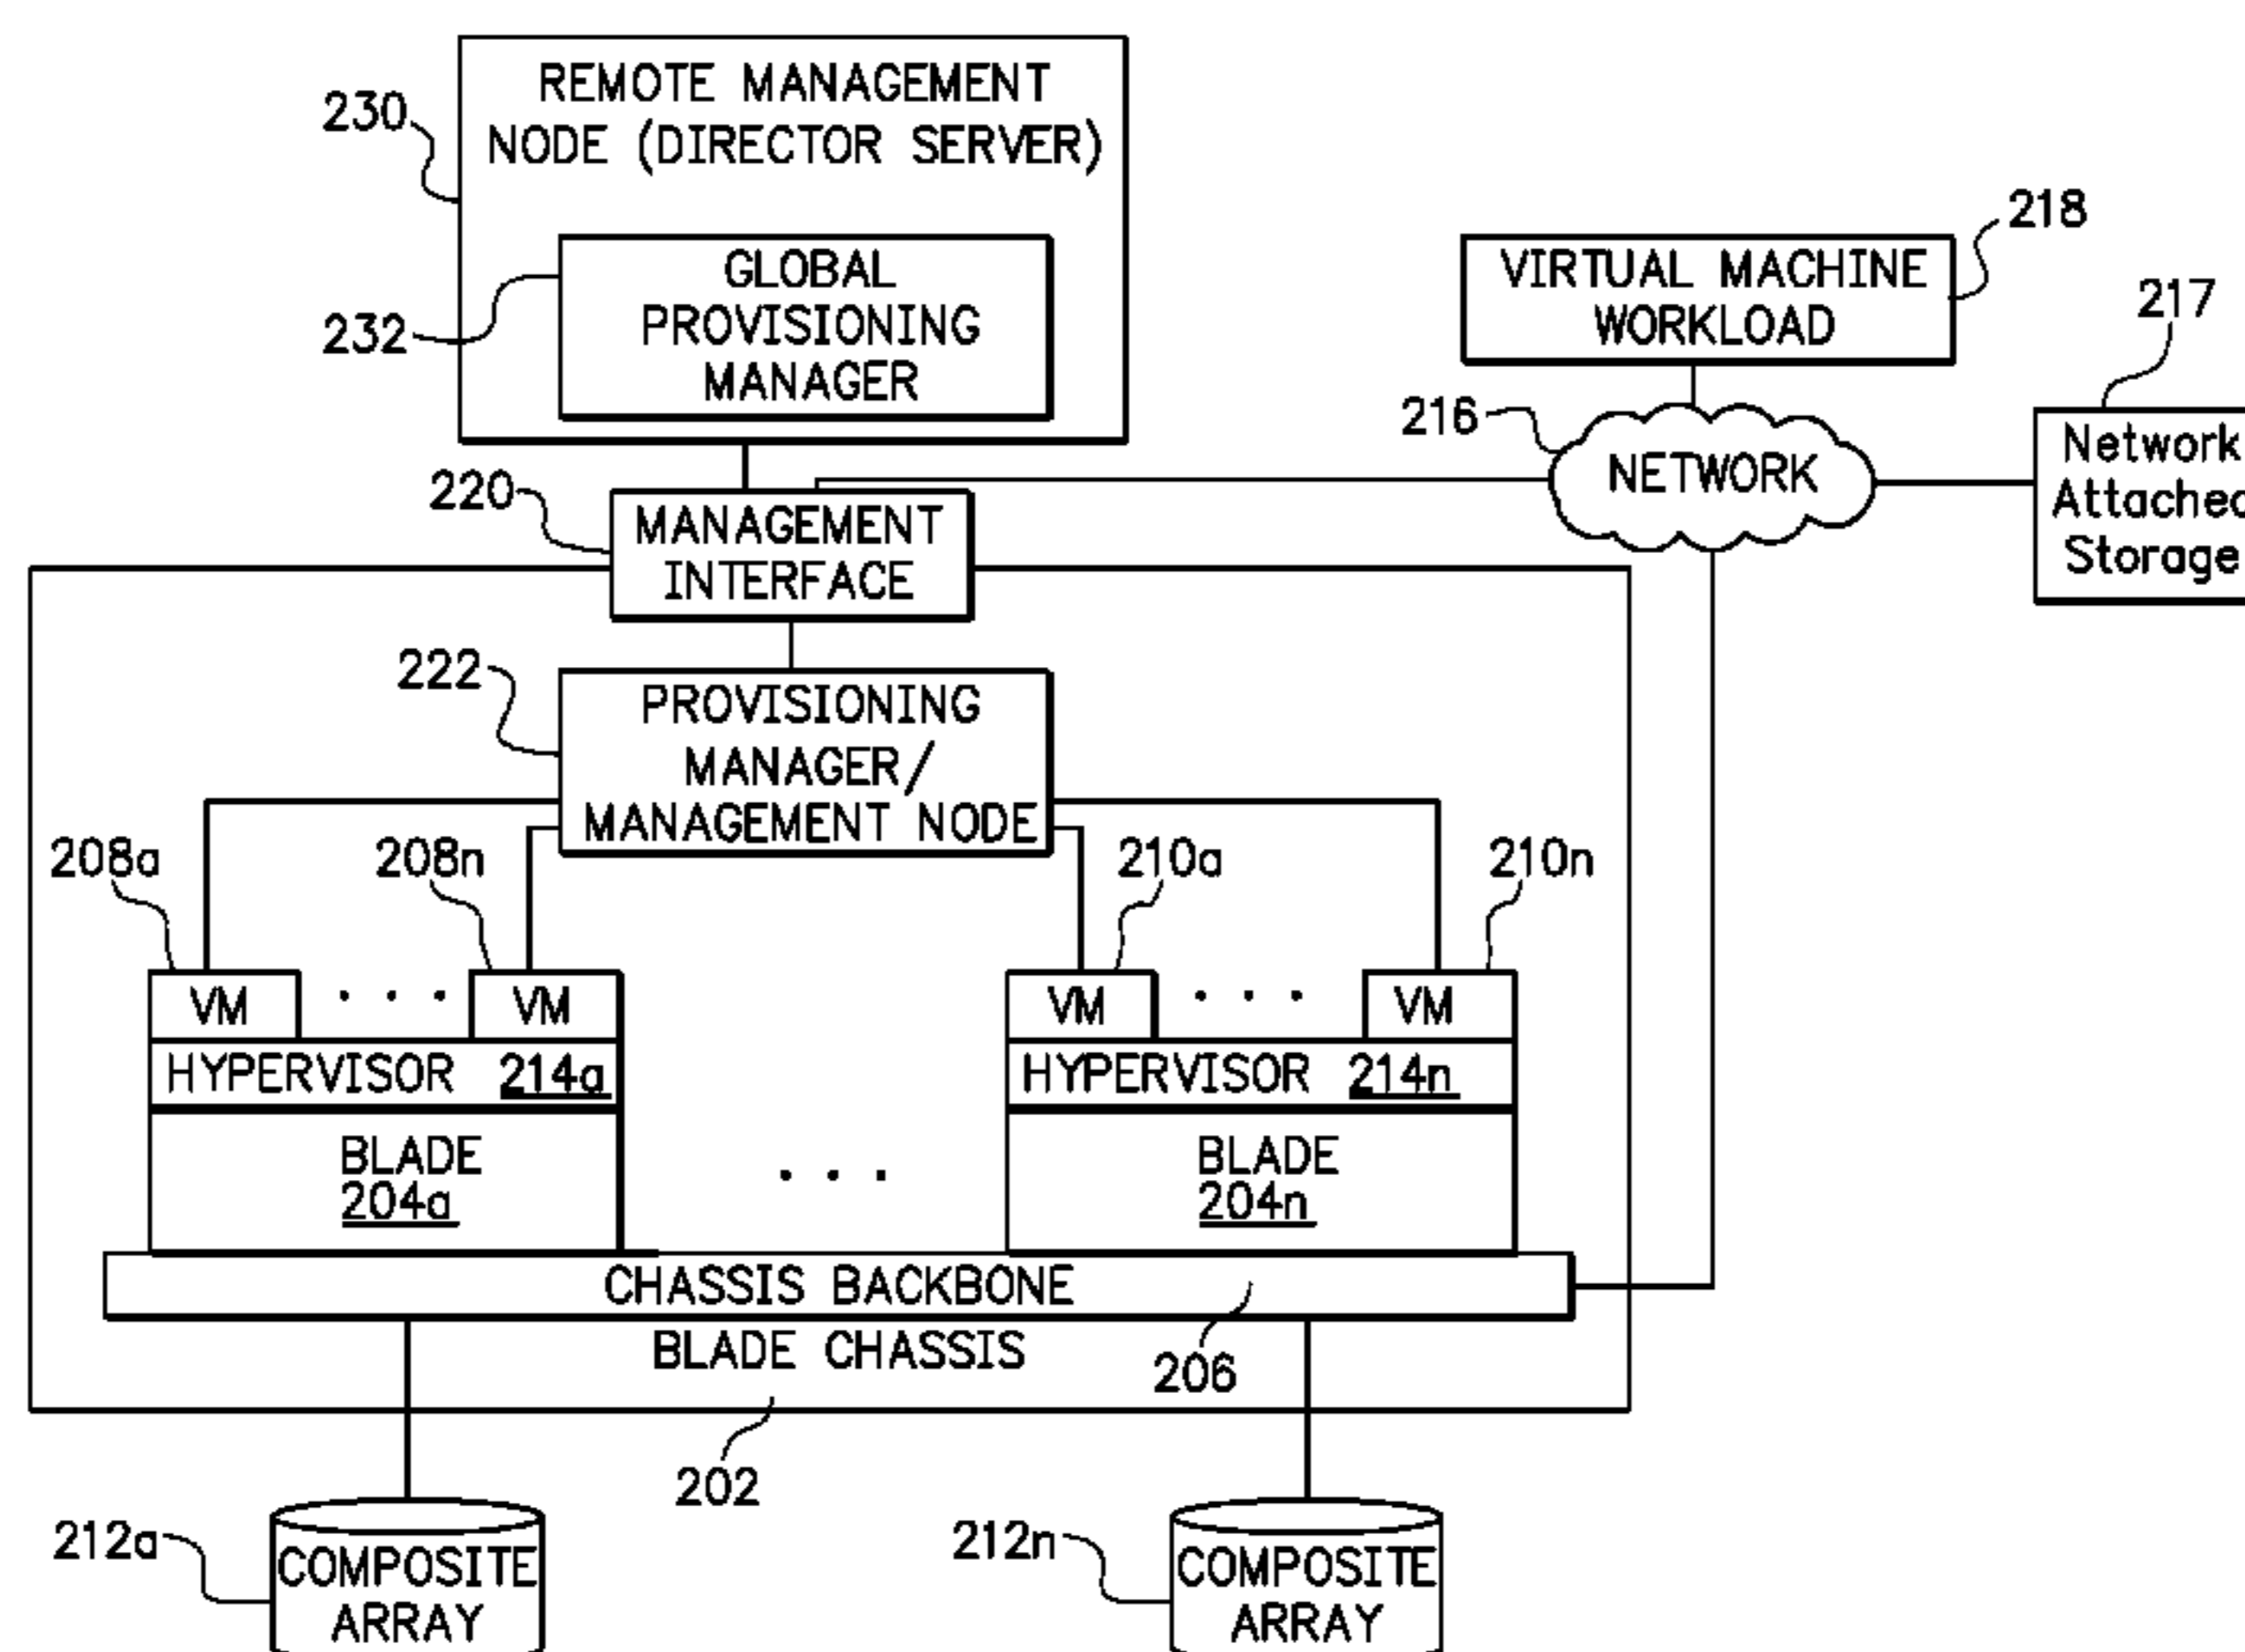 REMOTE MANAGEMENT
NODE (DIRECTOR SERVER)
230
GLOBAL
PROVISIONING
MANAGER
232
218
VIRTUAL MACHINE
WORKLOAD
217
216
NETWORK
Network
Attached
Storage
220
MANAGEMENT
INTERFACE
222
PROVISIONING
MANAGER/
MANAGEMENT NODE
208a
208n
210a
210n
VM
. . .
VM
VM
. . .
VM
HYPERVISOR 214a
HYPERVISOR 214n
BLADE
204a
. . .
BLADE
204n
CHASSIS BACKBONE
BLADE CHASSIS
206
202
212a
COMPOSITE
ARRAY
212n
COMPOSITE
ARRAY